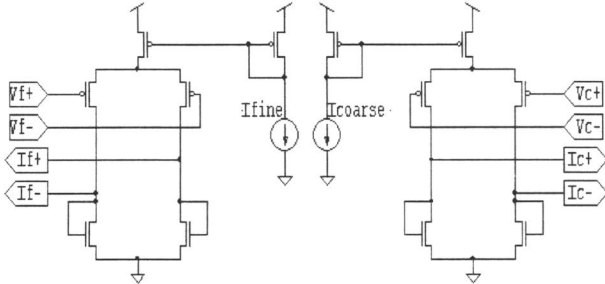 Vf+
Vf-
If+
If-
Ifine
Icoarse
Vc+
Vc-
Ic+
Ic-